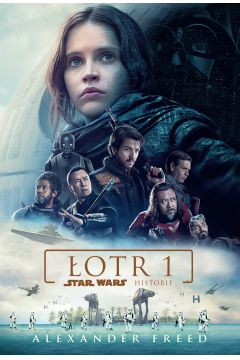 ŁOTR 1
STAR WARS HISTORIE
ALEXANDER FREED